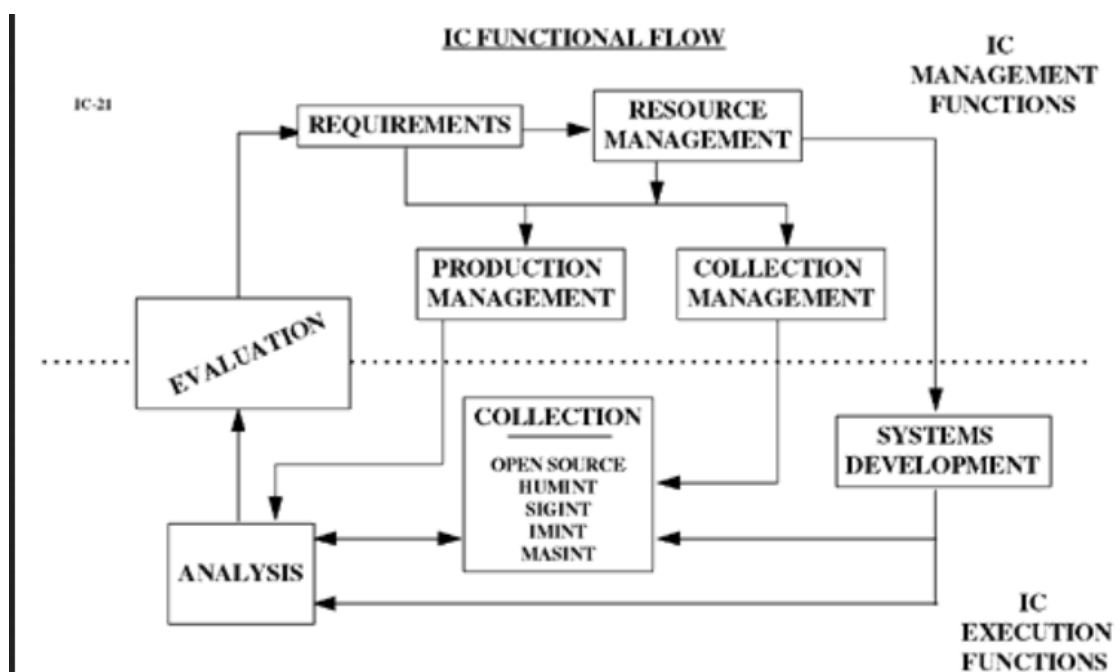 IC FUNCTIONAL FLOW
IC
MANAGEMENT
FUNCTIONS
IC-21
REQUIREMENTS
RESOURCE
MANAGEMENT
PRODUCTION
MANAGEMENT
COLLECTION
MANAGEMENT
EVALUATION
COLLECTION
OPEN SOURCE
HUMINT
SIGINT
IMINT
MASINT
SYSTEMS
DEVELOPMENT
ANALYSIS
IC
EXECUTION
FUNCTIONS